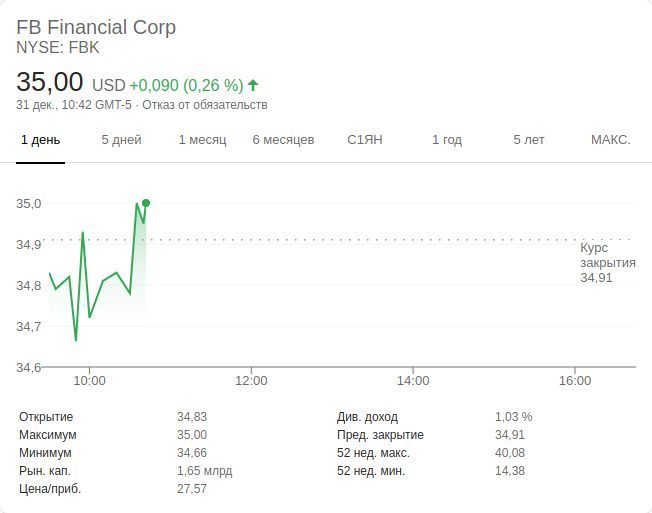 FB Financial Corp
NYSE: FBK
35,00 USD +0,090 (0,26 %)
31 дек., 10:42 GMT-5 · Отказ от обязательств
1 день 5 дней 1 месяц 6 месяцев С1ЯН 1 год 5 лет МАКС.
35,0
34,9
Курс
закрытия
34,91
34,8
34,7
34,6
10:00 12:00 14:00 16:00
Открытие 34,83 Див. доход 1,03 %
Максимум 35,00 Пред. закрытие 34,91
Минимум 34,66 52 нед. макс. 40,08
Рын. кап. 1,65 млрд 52 нед. мин. 14,38
Цена/приб. 27,57